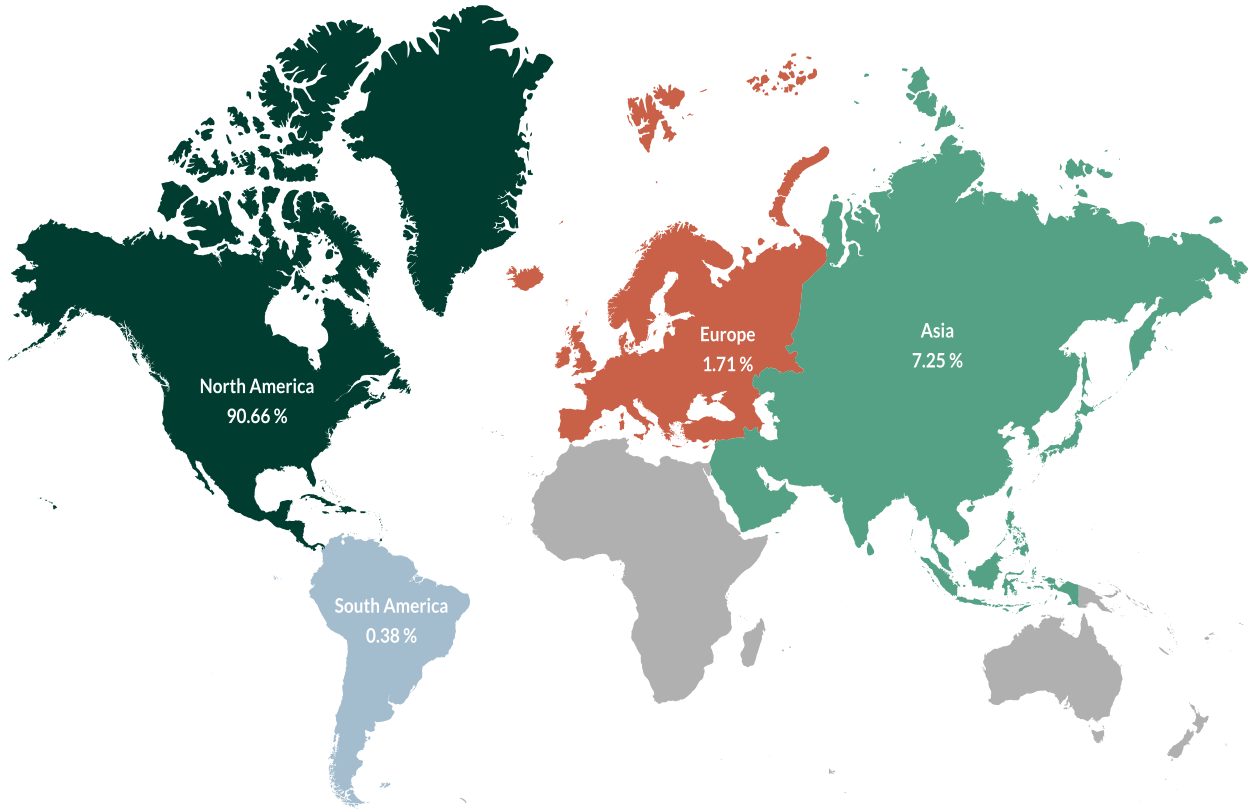 North America
90.66 %
Europe
1.71 %
Asia
7.25 %
South America
0.38 %